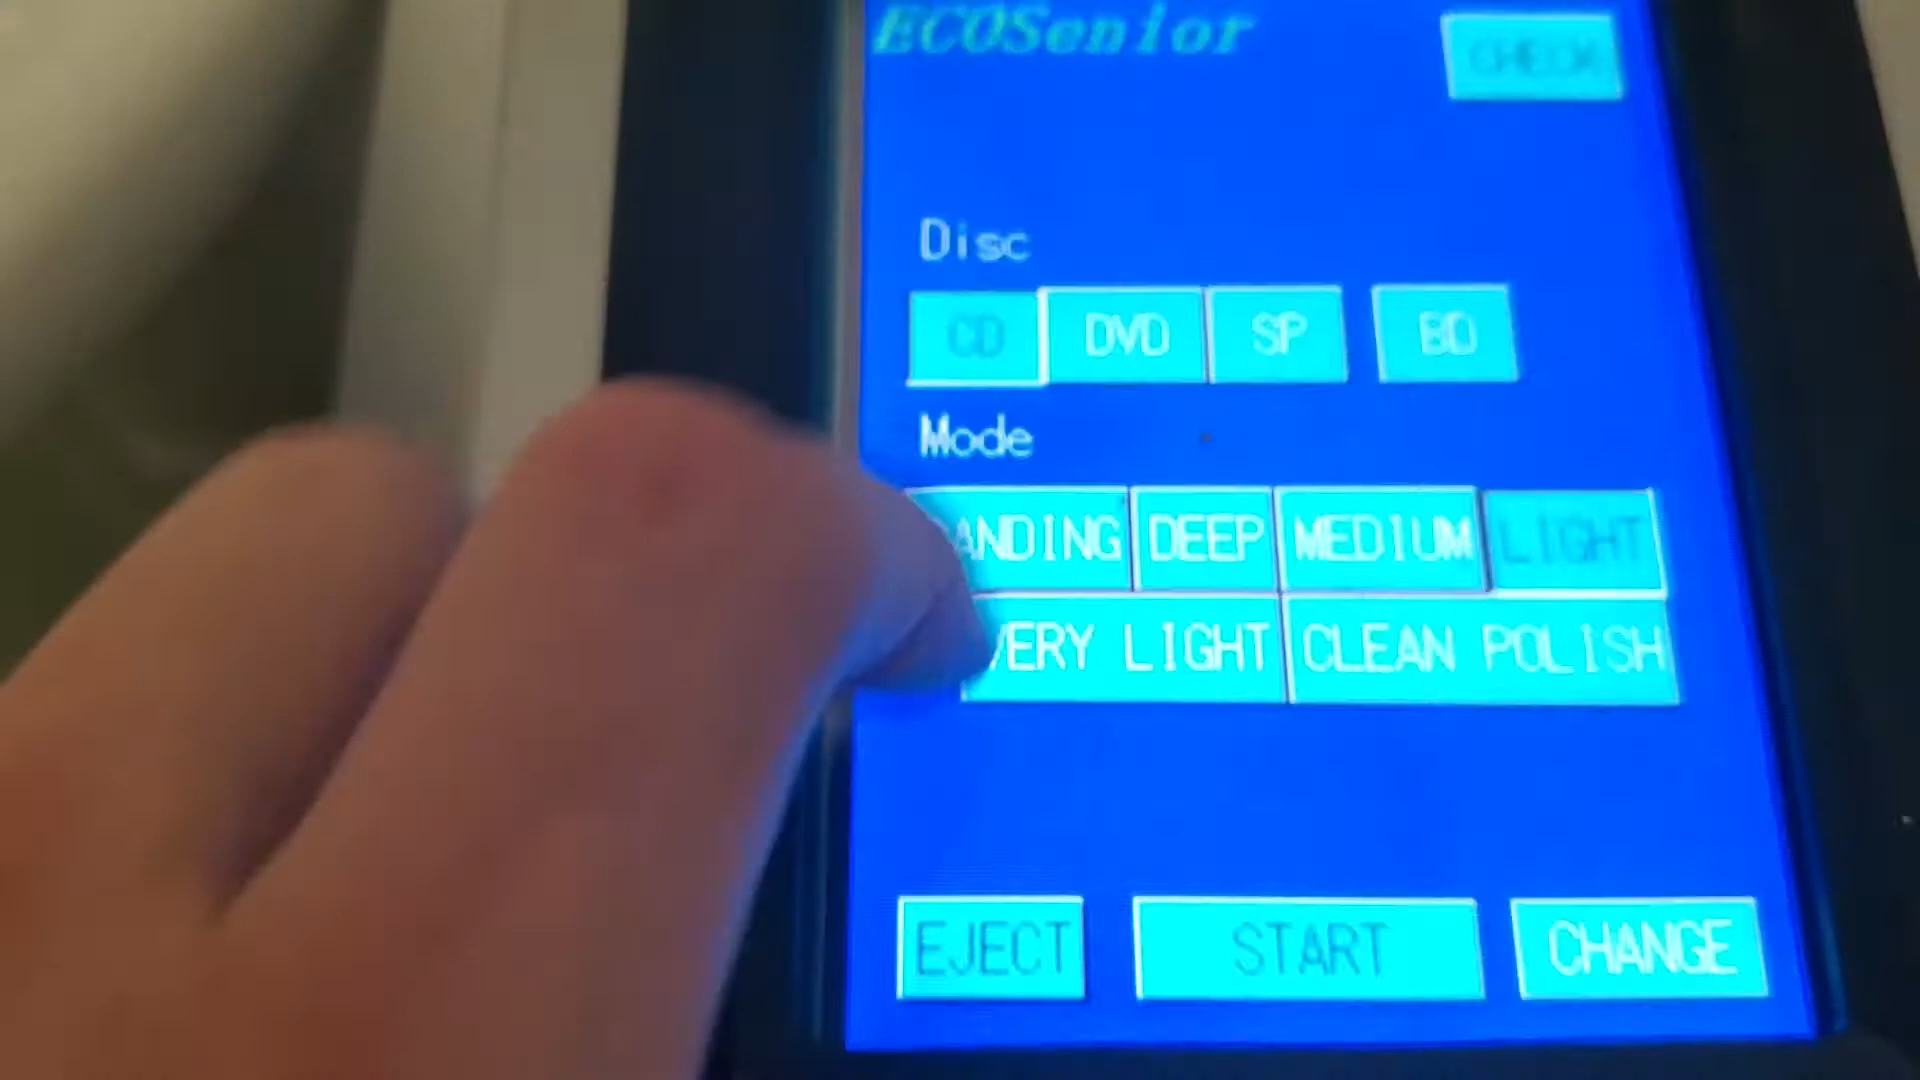 ECOSenior
CHECK
Disc
CD DVD SP BD
Mode
ANDING DEEP MEDIUM LIGHT
VERY LIGHT CLEAN POLISH
EJECT START CHANGE